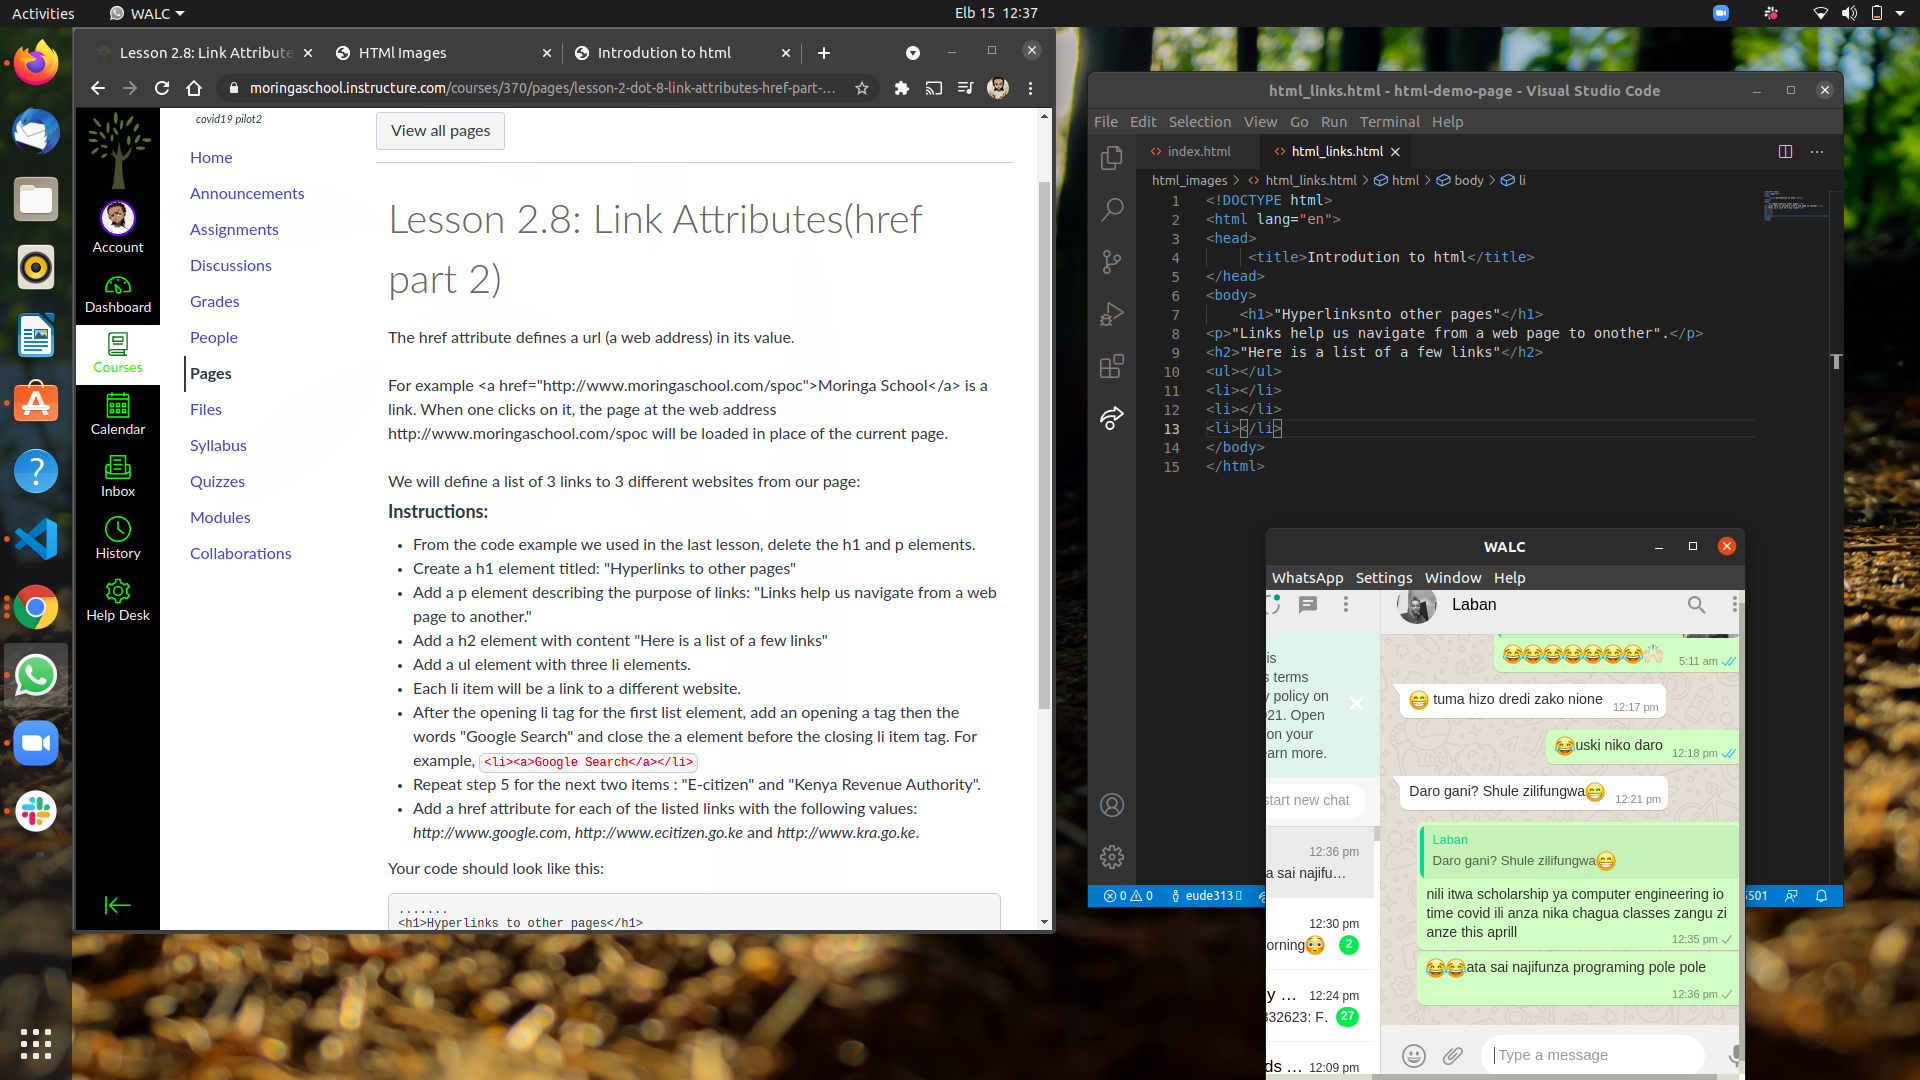 Activities
WALC
Elb 15 12:37
Lesson 2.8: Link Attribute
HTMl Images
Introdution to html
moringaschool.instructure.com/courses/370/pages/lesson-2-dot-8-link-attributes-href-part-...
Account
Dashboard
Courses
Calendar
Inbox
History
Help Desk
covid19 pilot2
Home
Announcements
Assignments
Discussions
Grades
People
Pages
Files
Syllabus
Quizzes
Modules
Collaborations
View all pages
Lesson 2.8: Link Attributes(href
part 2)
The href attribute defines a url (a web address) in its value.
For example <a href="http://www.moringaschool.com/spoc">Moringa School</a> is a
link. When one clicks on it, the page at the web address
http://www.moringaschool.com/spoc will be loaded in place of the current page.
We will define a list of 3 links to 3 different websites from our page:
Instructions:
• From the code example we used in the last lesson, delete the h1 and p elements.
• Create a h1 element titled: "Hyperlinks to other pages"
• Add a p element describing the purpose of links: "Links help us navigate from a web
page to another."
• Add a h2 element with content "Here is a list of a few links"
• Add a ul element with three li elements.
• Each li item will be a link to a different website.
• After the opening li tag for the first list element, add an opening a tag then the
words "Google Search" and close the a element before the closing li item tag. For
example, <li><a>Google Search</a></li>
• Repeat step 5 for the next two items : "E-citizen" and "Kenya Revenue Authority".
• Add a href attribute for each of the listed links with the following values:
http://www.google.com, http://www.ecitizen.go.ke and http://www.kra.go.ke.
Your code should look like this:
.......
<h1>Hyperlinks to other pages</h1>
html_links.html - html-demo-page - Visual Studio Code
File Edit Selection View Go Run Terminal Help
index.html
html_links.html
html_images > html_links.html > html > body > li
1 <!DOCTYPE html>
2 <html lang="en">
3 <head>
4 <title>Introdution to html</title>
5 </head>
6 <body>
7 <h1>"Hyperlinksnto other pages"</h1>
8 <p>"Links help us navigate from a web page to onother".</p>
9 <h2>"Here is a list of a few links"</h2>
10 <ul></ul>
11 <li></li>
12 <li></li>
13 <li></li>
14 </body>
15 </html>
0 0 eude313
5501
WALC
WhatsApp Settings Window Help
is
s terms
y policy on
021. Open
on your
earn more.
start new chat
12:36 pm
a sai najifu...
12:30 pm
orning😳 2
y ... 12:24 pm
332623: F. 27
ds ... 12:09 pm
Laban
😂😂😂😂😂😂😂🙌🏻 5:11 am
😁 tuma hizo dredi zako nione 12:17 pm
😂uski niko daro 12:18 pm
Daro gani? Shule zilifungwa😁 12:21 pm
Laban
Daro gani? Shule zilifungwa😁
nili itwa scholarship ya computer engineering io
time covid ili anza nika chagua classes zangu zi
anze this aprill
12:35 pm
😂😂ata sai najifunza programing pole pole
12:36 pm
Type a message